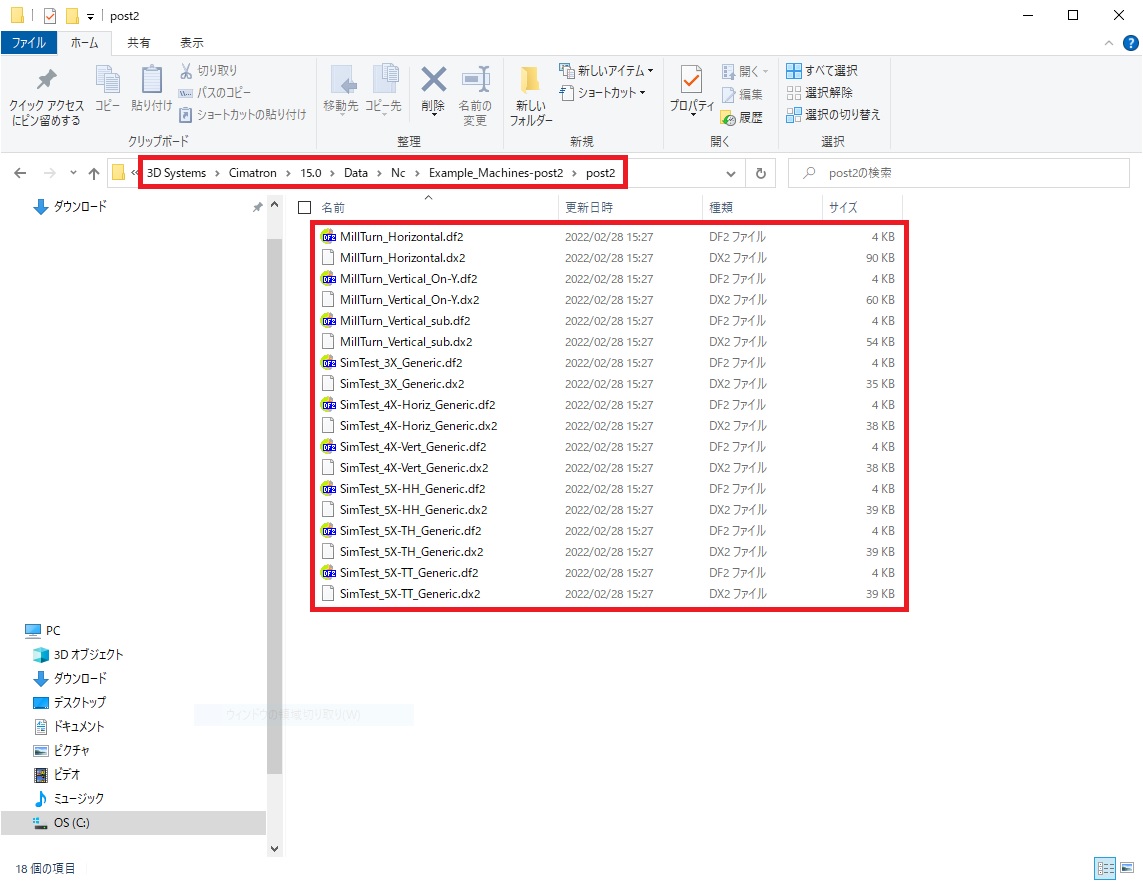 post2
ファイル ホーム 共有 表示
クイック アクセス
にピン留めする
コピー
貼り付け
切り取り
パスのコピー
ショートカットの貼り付け
クリップボード
移動先
コピー先
削除
名前の
変更
整理
新しい
フォルダー
新しいアイテム
ショートカット
新規
プロパティ
開く
編集
履歴
開く
すべて選択
選択解除
選択の切り替え
選択
« 3D Systems › Cimatron › 15.0 › Data › Nc › Example_Machines-post2 › post2
post2の検索
ダウンロード
PC
3D オブジェクト
ダウンロード
デスクトップ
ドキュメント
ピクチャ
ビデオ
ミュージック
OS (C:)
名前 更新日時 種類 サイズ
MillTurn_Horizontal.df2 2022/02/28 15:27 DF2 ファイル 4 KB
MillTurn_Horizontal.dx2 2022/02/28 15:27 DX2 ファイル 90 KB
MillTurn_Vertical_On-Y.df2 2022/02/28 15:27 DF2 ファイル 4 KB
MillTurn_Vertical_On-Y.dx2 2022/02/28 15:27 DX2 ファイル 60 KB
MillTurn_Vertical_sub.df2 2022/02/28 15:27 DF2 ファイル 4 KB
MillTurn_Vertical_sub.dx2 2022/02/28 15:27 DX2 ファイル 54 KB
SimTest_3X_Generic.df2 2022/02/28 15:27 DF2 ファイル 4 KB
SimTest_3X_Generic.dx2 2022/02/28 15:27 DX2 ファイル 35 KB
SimTest_4X-Horiz_Generic.df2 2022/02/28 15:27 DF2 ファイル 4 KB
SimTest_4X-Horiz_Generic.dx2 2022/02/28 15:27 DX2 ファイル 38 KB
SimTest_4X-Vert_Generic.df2 2022/02/28 15:27 DF2 ファイル 4 KB
SimTest_4X-Vert_Generic.dx2 2022/02/28 15:27 DX2 ファイル 38 KB
SimTest_5X-HH_Generic.df2 2022/02/28 15:27 DF2 ファイル 4 KB
SimTest_5X-HH_Generic.dx2 2022/02/28 15:27 DX2 ファイル 39 KB
SimTest_5X-TH_Generic.df2 2022/02/28 15:27 DF2 ファイル 4 KB
SimTest_5X-TH_Generic.dx2 2022/02/28 15:27 DX2 ファイル 39 KB
SimTest_5X-TT_Generic.df2 2022/02/28 15:27 DF2 ファイル 4 KB
SimTest_5X-TT_Generic.dx2 2022/02/28 15:27 DX2 ファイル 39 KB
ウィンドウの領域切り取り(W)
18 個の項目